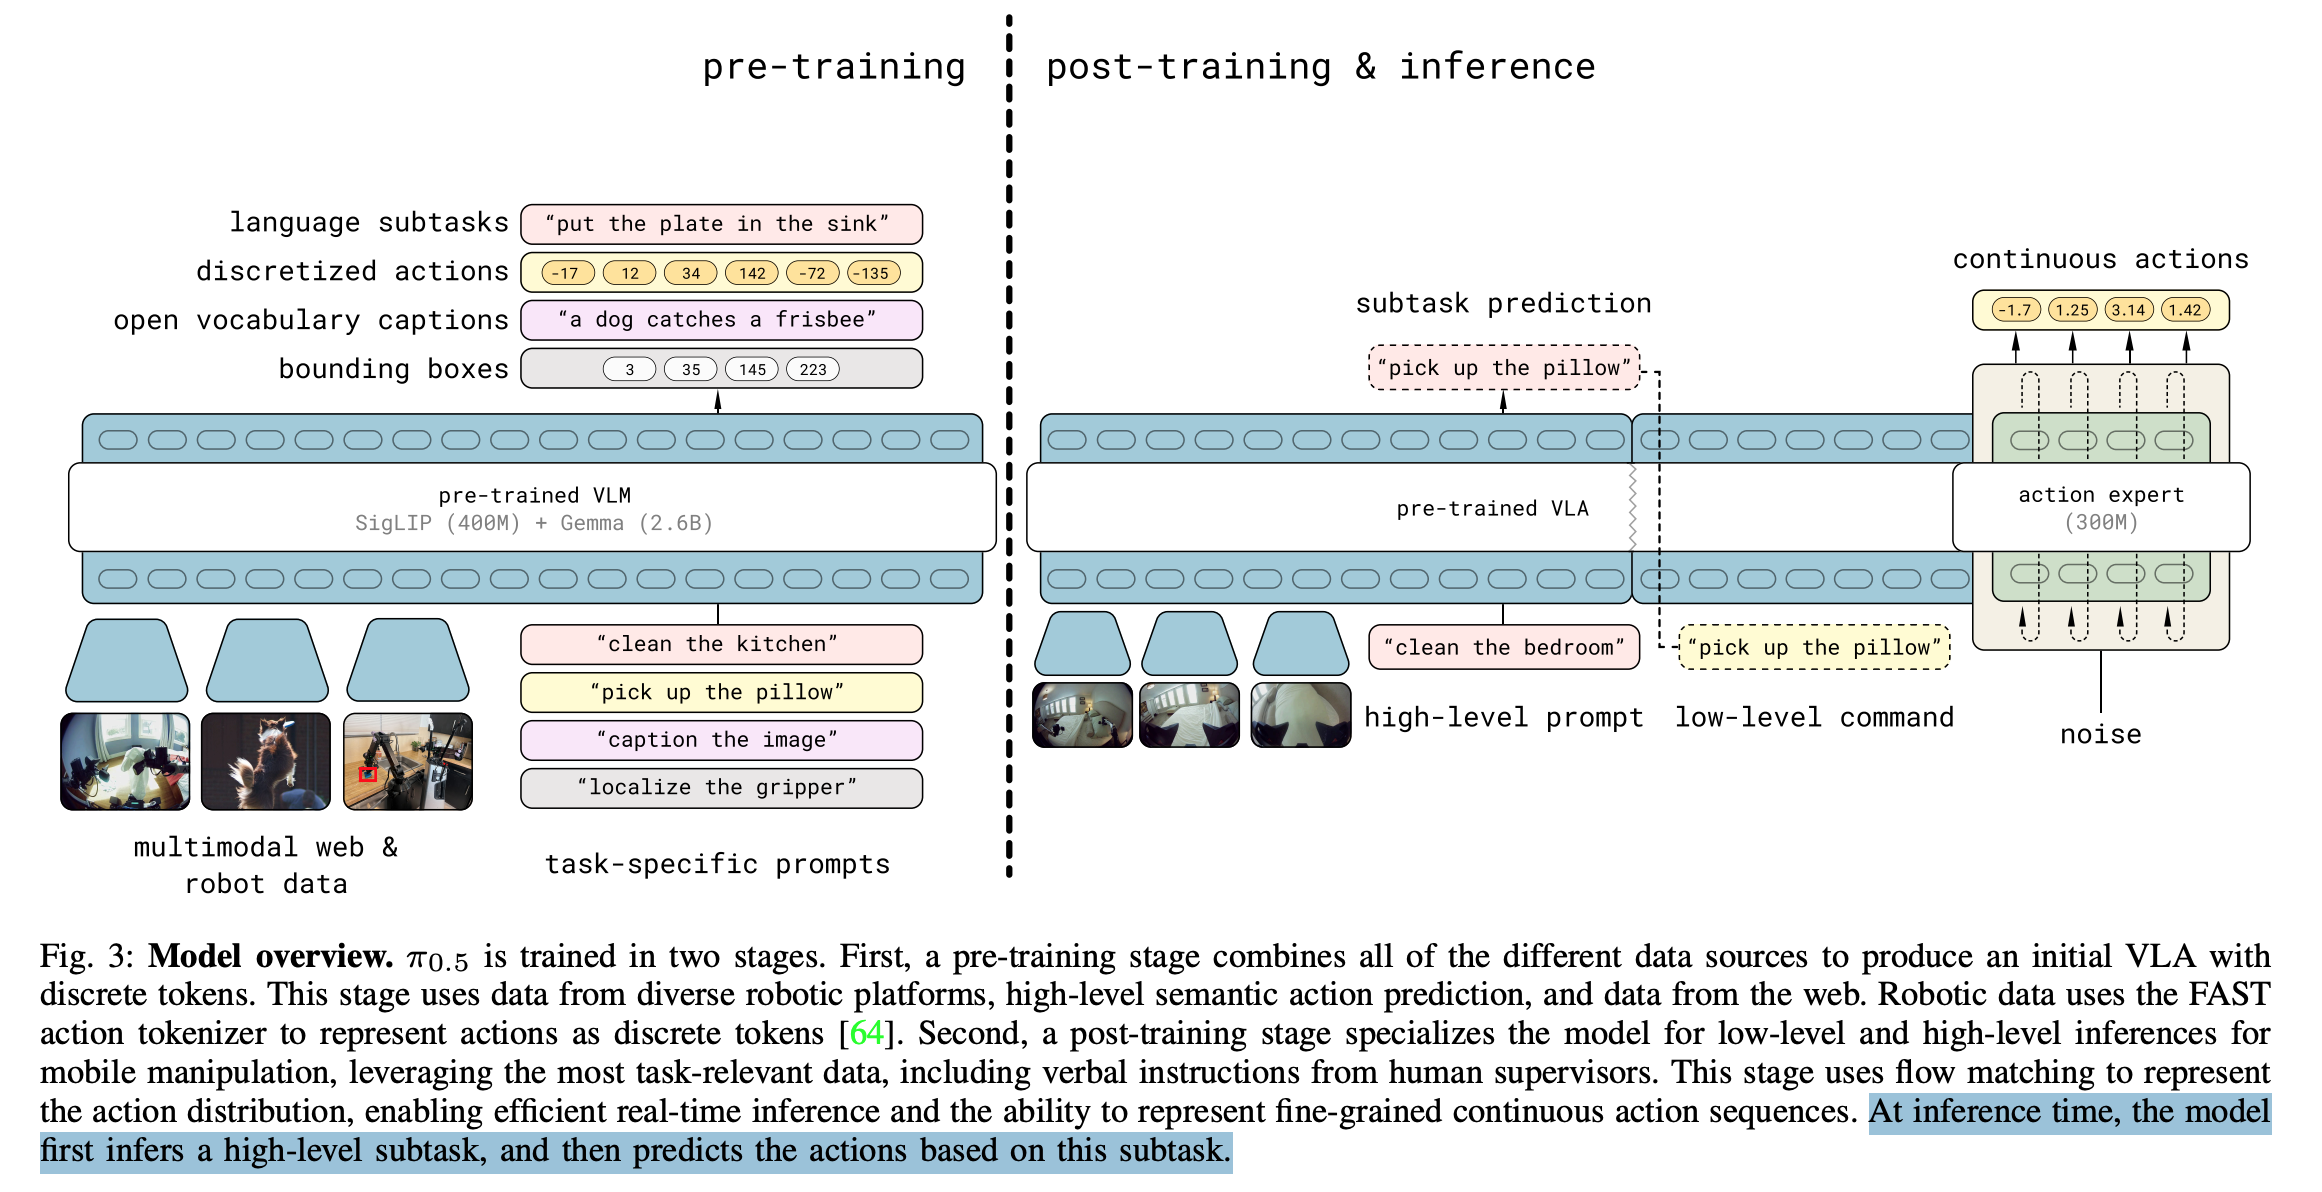 pre-training
post-training & inference
language subtasks
“put the plate in the sink”
discretized actions
-17 12 34 142 -72 -135
open vocabulary captions
“a dog catches a frisbee”
bounding boxes
3 35 145 223
pre-trained VLM
SigLIP (400M) + Gemma (2.6B)
“clean the kitchen”
“pick up the pillow”
“caption the image”
“localize the gripper”
multimodal web &
robot data
task-specific prompts
subtask prediction
“pick up the pillow”
continuous actions
-1.7 1.25 3.14 1.42
pre-trained VLA
action expert
(300M)
“clean the bedroom”
“pick up the pillow”
high-level prompt
low-level command
noise
Fig. 3: Model overview. π0.5 is trained in two stages. First, a pre-training stage combines all of the different data sources to produce an initial VLA with
discrete tokens. This stage uses data from diverse robotic platforms, high-level semantic action prediction, and data from the web. Robotic data uses the FAST
action tokenizer to represent actions as discrete tokens [64]. Second, a post-training stage specializes the model for low-level and high-level inferences for
mobile manipulation, leveraging the most task-relevant data, including verbal instructions from human supervisors. This stage uses flow matching to represent
the action distribution, enabling efficient real-time inference and the ability to represent fine-grained continuous action sequences. At inference time, the model
first infers a high-level subtask, and then predicts the actions based on this subtask.